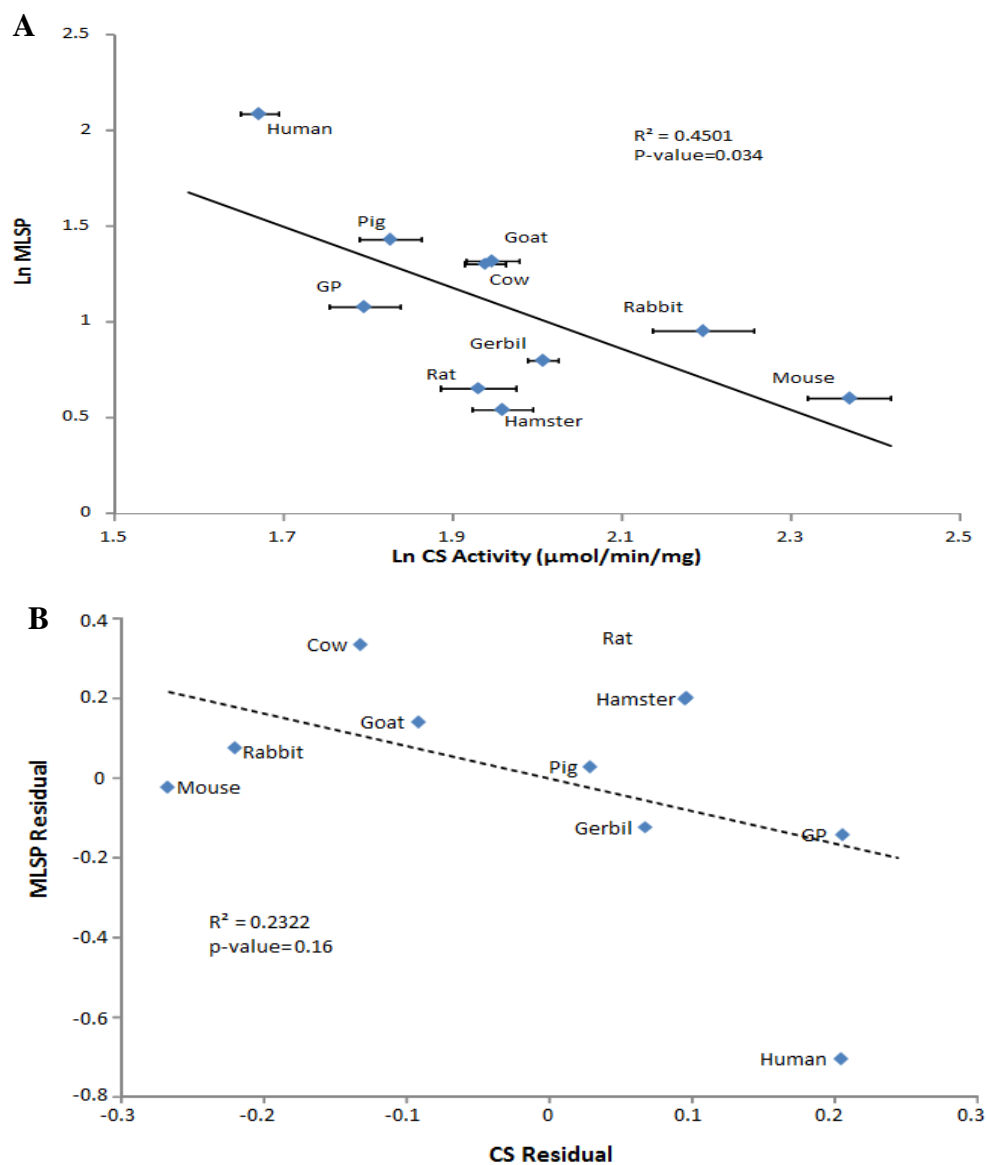 A
2.5
2
1.5
1
0.5
0
Ln MLSP
Human
R² = 0.4501
P-value=0.034
Pig
Goat
Cow
GP
Rabbit
Gerbil
Rat
Mouse
Hamster
1.5 1.7 1.9 2.1 2.3 2.5
Ln CS Activity (µmol/min/mg)
B
0.4
0.2
0
-0.2
-0.4
-0.6
-0.8
MLSP Residual
Cow
Rat
Hamster
Goat
Rabbit
Pig
Mouse
Gerbil
GP
R² = 0.2322
p-value=0.16
Human
-0.3 -0.2 -0.1 0 0.1 0.2 0.3
CS Residual